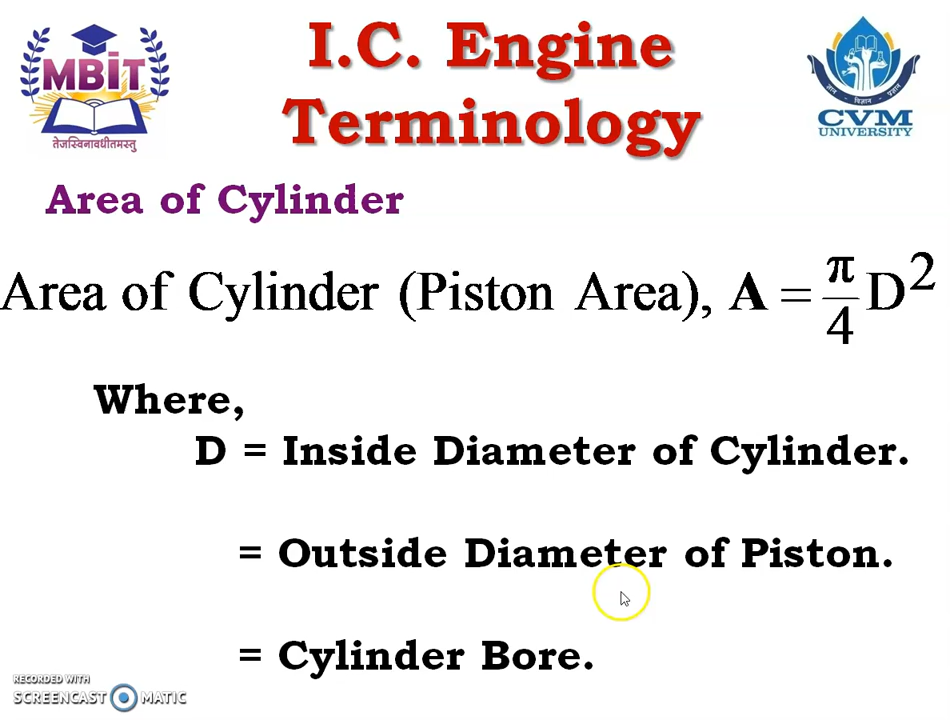 MBIT
तेजस्विनावधीतमस्तु
I.C. Engine
Terminology
ज्ञान • विज्ञान • प्रज्ञान
CVM
UNIVERSITY
Area of Cylinder
Area of Cylinder (Piston Area), A = π/4 D²
Where,
D = Inside Diameter of Cylinder.
= Outside Diameter of Piston.
= Cylinder Bore.
RECORDED WITH
SCREENCAST MATIC